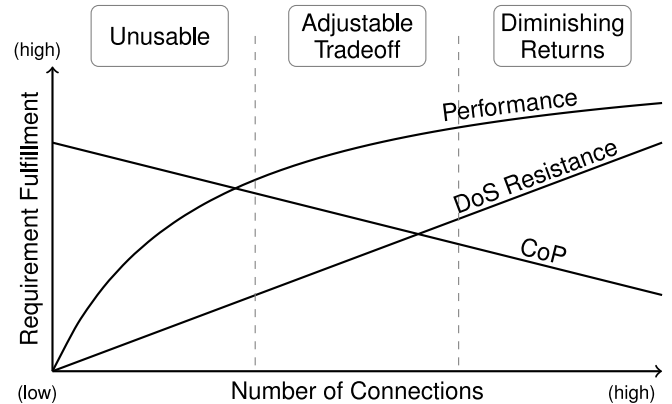 Unusable
Adjustable
Tradeoff
Diminishing
Returns
(high)
Requirement Fulfillment
Performance
DoS Resistance
CoP
(low)
Number of Connections
(high)